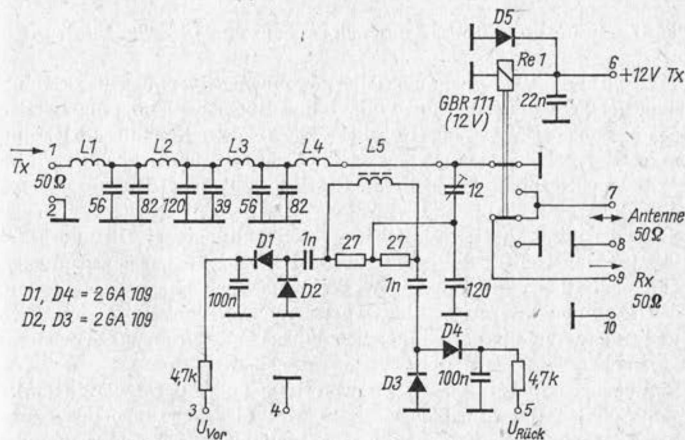 D5
Re 1
6
+12V Tx
GBR 111
(12 V)
22n
Tx
1
L1
L2
L3
L4
L5
50Ω
2
56
82
120
39
56
82
12
7
Antenne
50Ω
8
9
Rx
50Ω
10
D1
1n
27
27
1n
120
100n
D2
D1, D4 = 2 GA 109
D2, D3 = 2 GA 109
D4
D3
100n
4,7k
4,7k
3
U Vor
4
5
U Rück